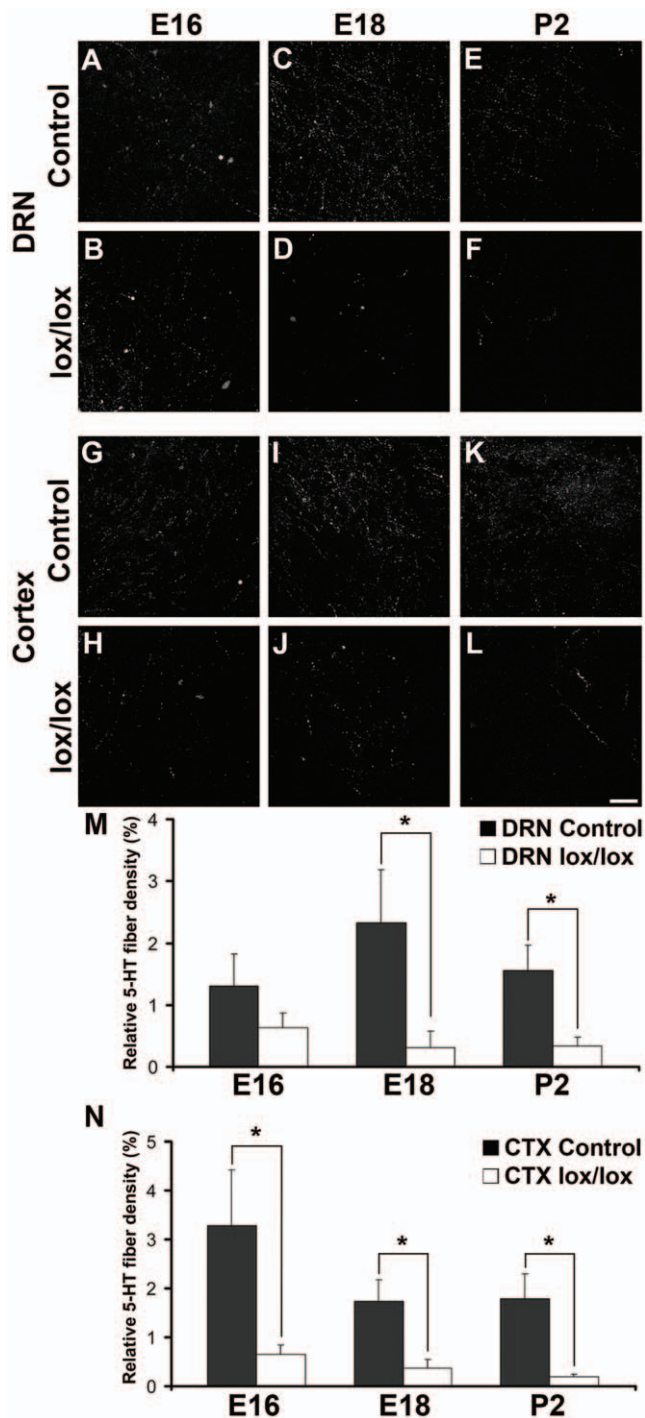 E16 E18 P2
DRN
Control
A C E
lox/lox
B D F
Cortex
Control
G I K
lox/lox
H J L
M
Relative 5-HT fiber density (%)
4
3
2
1
0
* *
DRN Control
DRN lox/lox
E16 E18 P2
N
Relative 5-HT fiber density (%)
5
4
3
2
1
0
* * *
CTX Control
CTX lox/lox
E16 E18 P2